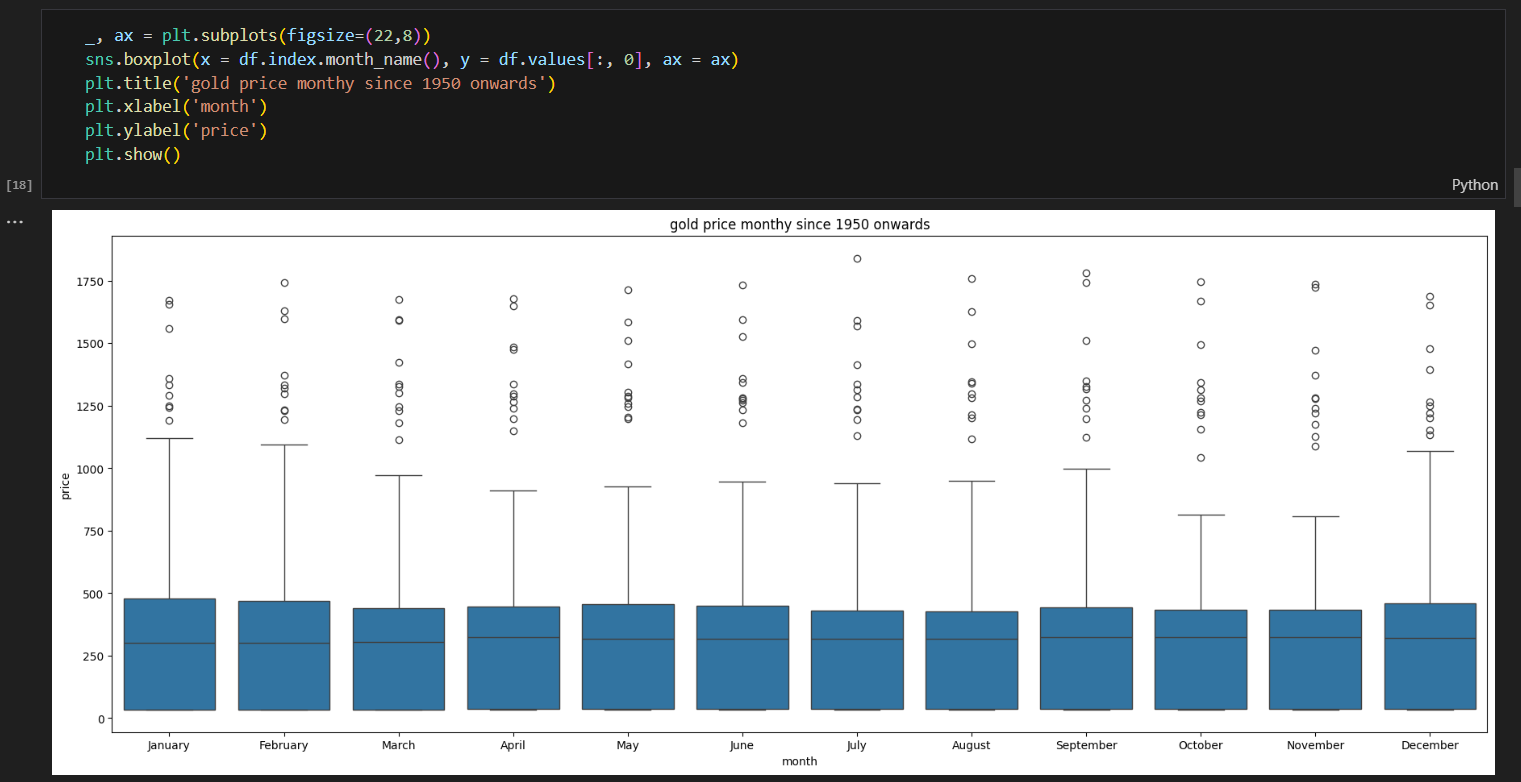 _, ax = plt.subplots(figsize=(22,8))
sns.boxplot(x = df.index.month_name(), y = df.values[:, 0], ax = ax)
plt.title('gold price monthy since 1950 onwards')
plt.xlabel('month')
plt.ylabel('price')
plt.show()
[18]
Python
...
gold price monthy since 1950 onwards
1750
1500
1250
1000
750
500
250
0
price
January February March April May June July August September October November December
month